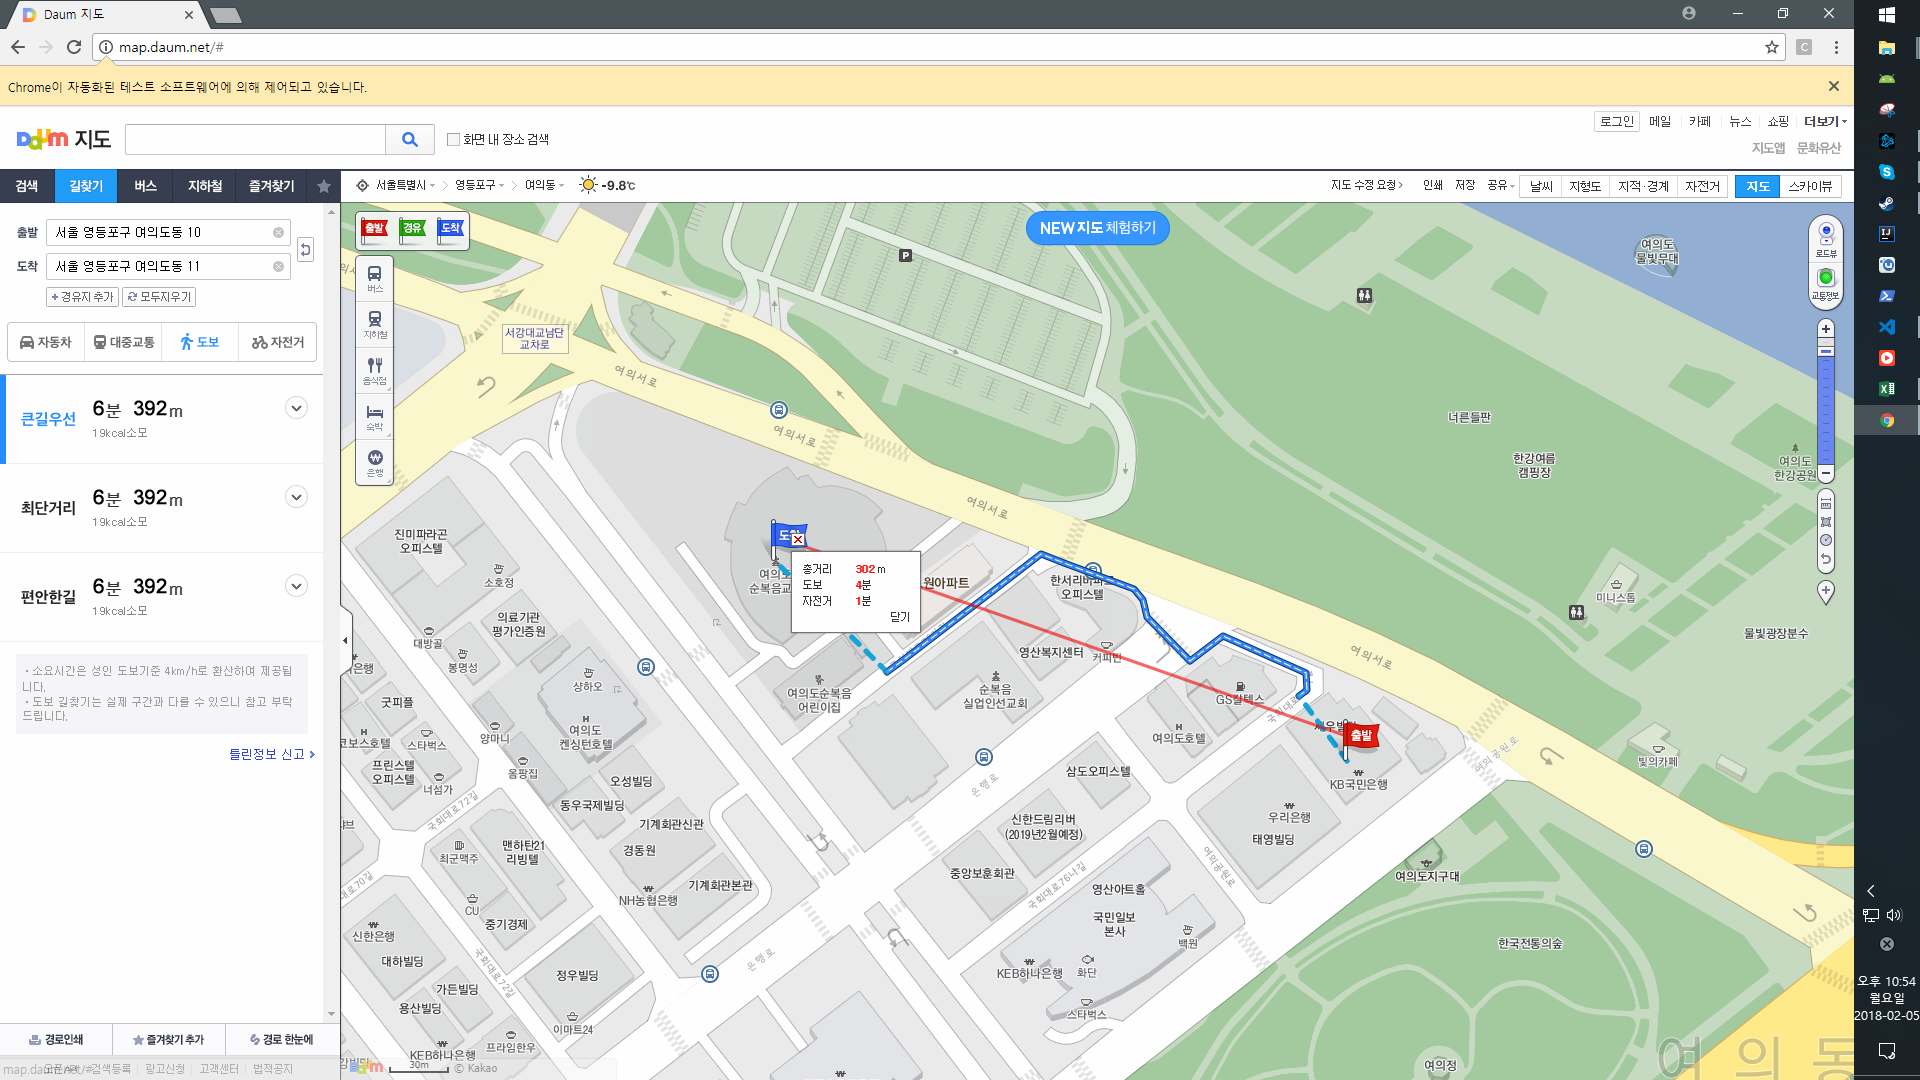 Daum 지도
map.daum.net/#
Chrome이 자동화된 테스트 소프트웨어에 의해 제어되고 있습니다.
Daum 지도
화면 내 장소 검색
로그인 메일 카페 뉴스 쇼핑 더보기
지도앱 문화유산
검색 길찾기 버스 지하철 즐겨찾기
서울특별시 영등포구 여의동 -9.8℃
지도 수정 요청 인쇄 저장 공유 날씨 지형도 지적·경계 자전거 지도 스카이뷰
출발 서울 영등포구 여의도동 10
도착 서울 영등포구 여의도동 11
+ 경유지 추가 모두지우기
자동차 대중교통 도보 자전거
큰길우선 6분 392m
19kcal소모
최단거리 6분 392m
19kcal소모
편안한길 6분 392m
19kcal소모
· 소요시간은 성인 도보기준 4km/h로 환산하여 제공됩
니다.
· 도보 길찾기는 실제 구간과 다를 수 있으니 참고 부탁
드립니다.
틀린정보 신고
경로인쇄 즐겨찾기 추가 경로 한눈에
map.daum.net/#
검색등록 광고신청 고객센터 법적공지
출발 경유 도착
버스
지하철
음식점
숙박
은행
NEW 지도 체험하기
로드뷰
교통정보
P
여의도
물빛무대
서강대교남단
교차로
여의서로
여의서로
여의서로
여의서로
너른들판
한강여름
캠핑장
여의도
한강공원
미니스톱
물빛광장분수
진미파라곤
오피스텔
소호정
의료기관
평가인증원
대방골
봉명성
샹하오
굿피플
양마니
여의도
켄싱턴호텔
스타벅스
코보스호텔
프린스텔
오피스텔
너섬가
옴팡집
오성빌딩
동우국제빌딩
국회대로72길
기계회관신관
맨하탄21
리빙텔
최군맥주
경동원
기계회관본관
NH농협은행
CU
중기경제
신한은행
대하빌딩
국회대로72길
정우빌딩
은행로
가든빌딩
용산빌딩
이마트24
프라임한우
KEB하나은행
총거리 302m
도보 4분
자전거 1분
닫기
원아파트
한서리버파크
오피스텔
영산복지센터
커피빈
여의도순복음
어린이집
순복음
실업인선교회
GS칼텍스
국회대로
여의도호텔
출발
KB국민은행
삼도오피스텔
은행로
우리은행
태영빌딩
신한드림리버
(2019년2월예정)
중앙보훈회관
여의공원로
여의공원로
국회대로76나길
영산아트홀
국민일보
본사
백원
KEB하나은행
화단
스타벅스
여의도지구대
빛의카페
한국전통의숲
여의정
여의동
30m
© Kakao
오후 10:54
월요일
2018-02-05